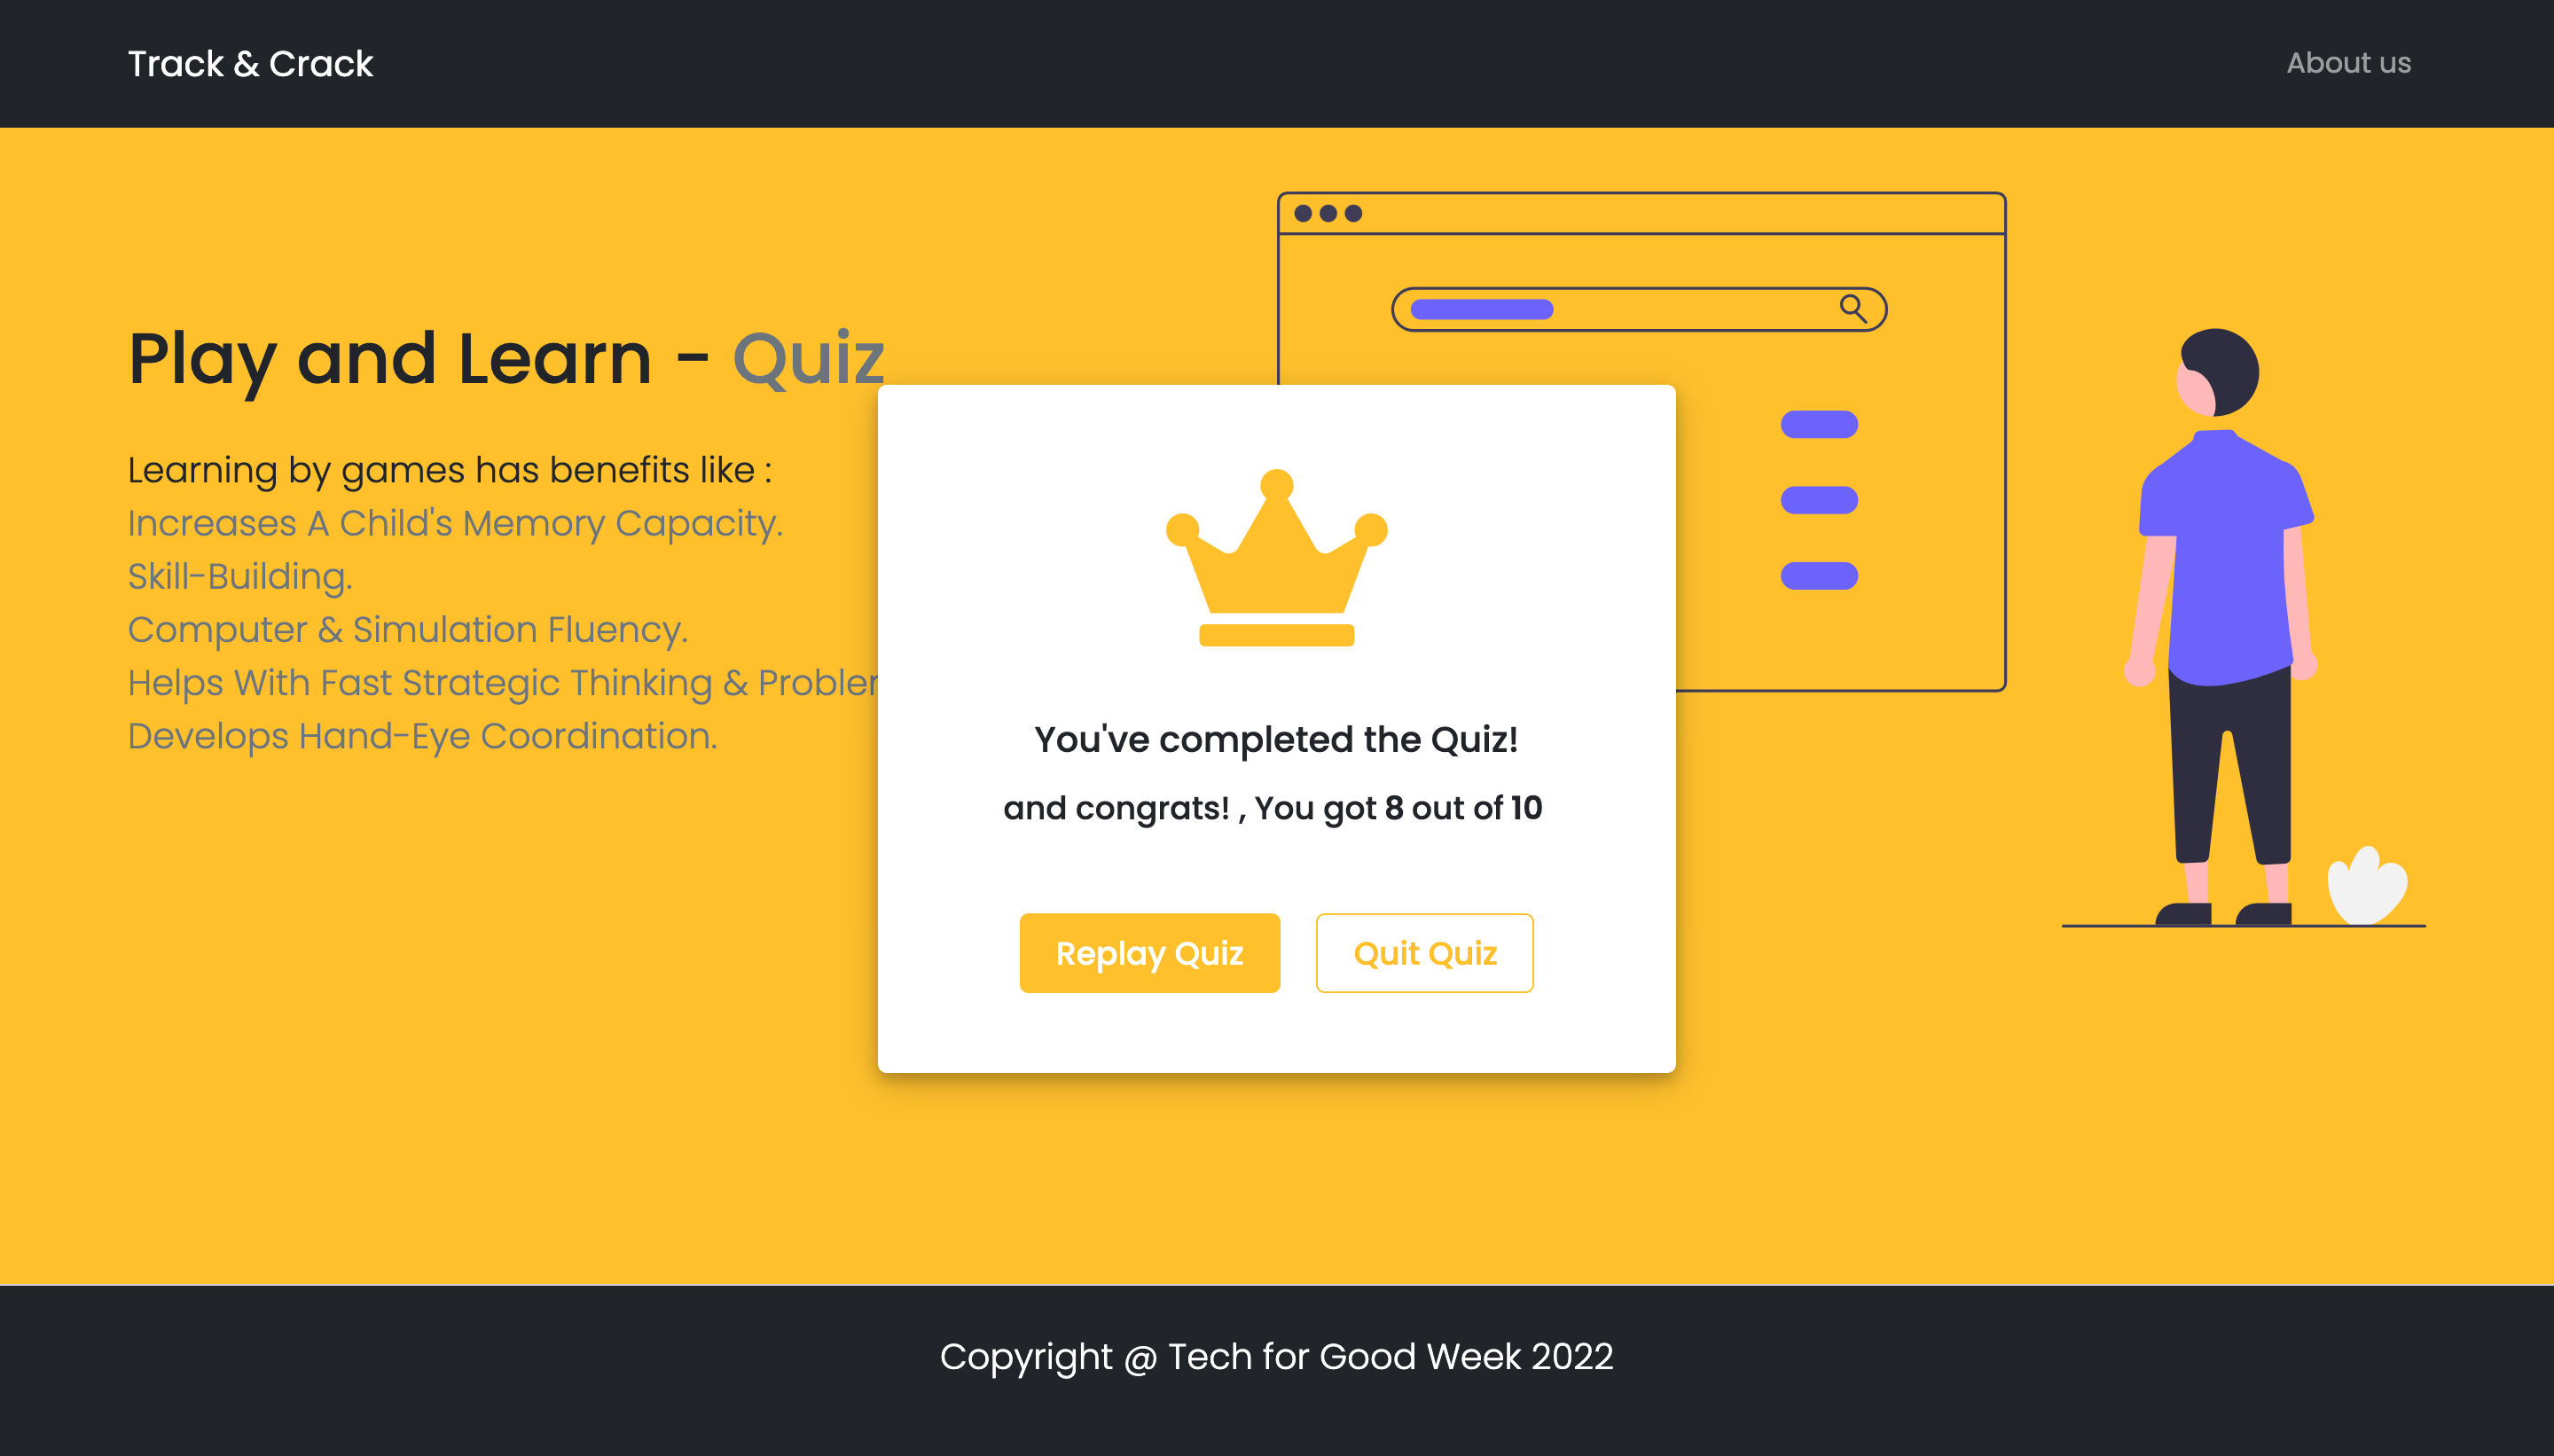 Track & Crack
About us
Play and Learn - Quiz
Learning by games has benefits like :
Increases A Child's Memory Capacity.
Skill-Building.
Computer & Simulation Fluency.
Helps With Fast Strategic Thinking &
Develops Hand-Eye Coordination.
You've completed the Quiz!
and congrats! , You got 8 out of 10
Replay Quiz
Quit Quiz
Copyright @ Tech for Good Week 2022